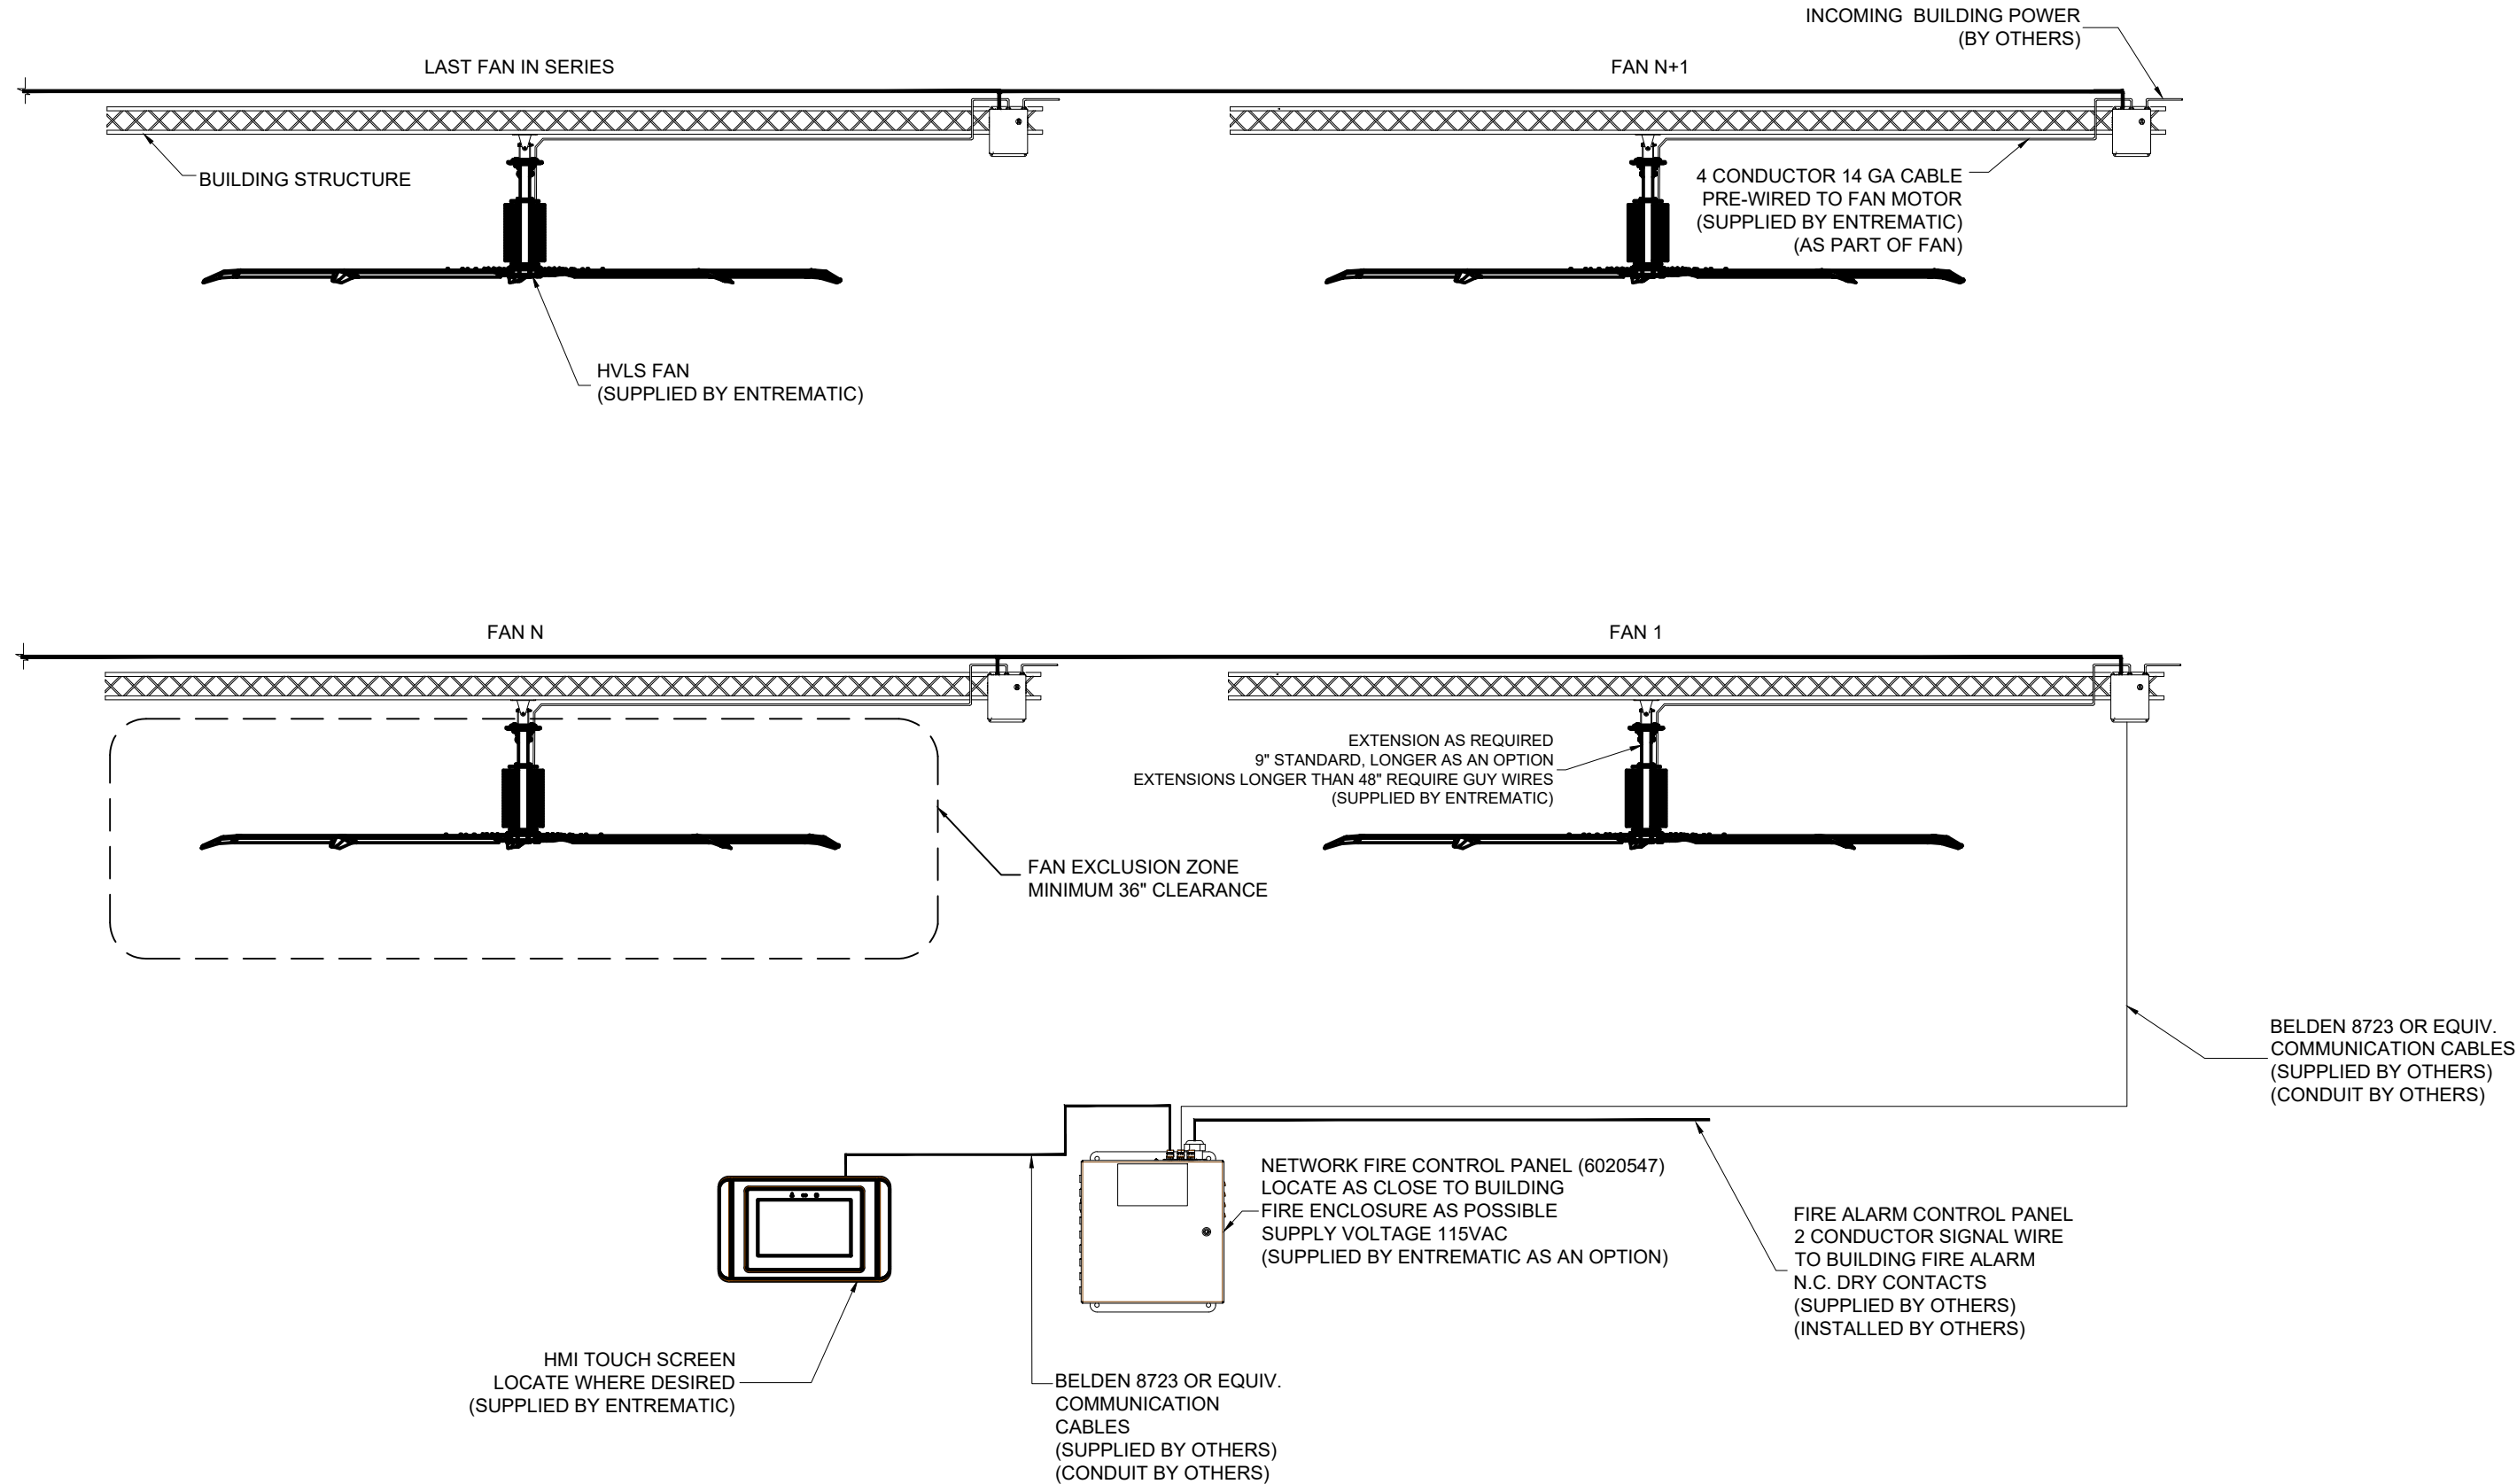 INCOMING BUILDING POWER
(BY OTHERS)
LAST FAN IN SERIES
FAN N+1
BUILDING STRUCTURE
4 CONDUCTOR 14 GA CABLE
PRE-WIRED TO FAN MOTOR
(SUPPLIED BY ENTREMATIC)
(AS PART OF FAN)
HVLS FAN
(SUPPLIED BY ENTREMATIC)
FAN N
FAN 1
EXTENSION AS REQUIRED
9" STANDARD, LONGER AS AN OPTION
EXTENSIONS LONGER THAN 48" REQUIRE GUY WIRES
(SUPPLIED BY ENTREMATIC)
FAN EXCLUSION ZONE
MINIMUM 36" CLEARANCE
BELDEN 8723 OR EQUIV.
COMMUNICATION CABLES
(SUPPLIED BY OTHERS)
(CONDUIT BY OTHERS)
NETWORK FIRE CONTROL PANEL (6020547)
LOCATE AS CLOSE TO BUILDING
FIRE ENCLOSURE AS POSSIBLE
SUPPLY VOLTAGE 115VAC
(SUPPLIED BY ENTREMATIC AS AN OPTION)
FIRE ALARM CONTROL PANEL
2 CONDUCTOR SIGNAL WIRE
TO BUILDING FIRE ALARM
N.C. DRY CONTACTS
(SUPPLIED BY OTHERS)
(INSTALLED BY OTHERS)
HMI TOUCH SCREEN
LOCATE WHERE DESIRED
(SUPPLIED BY ENTREMATIC)
BELDEN 8723 OR EQUIV.
COMMUNICATION
CABLES
(SUPPLIED BY OTHERS)
(CONDUIT BY OTHERS)